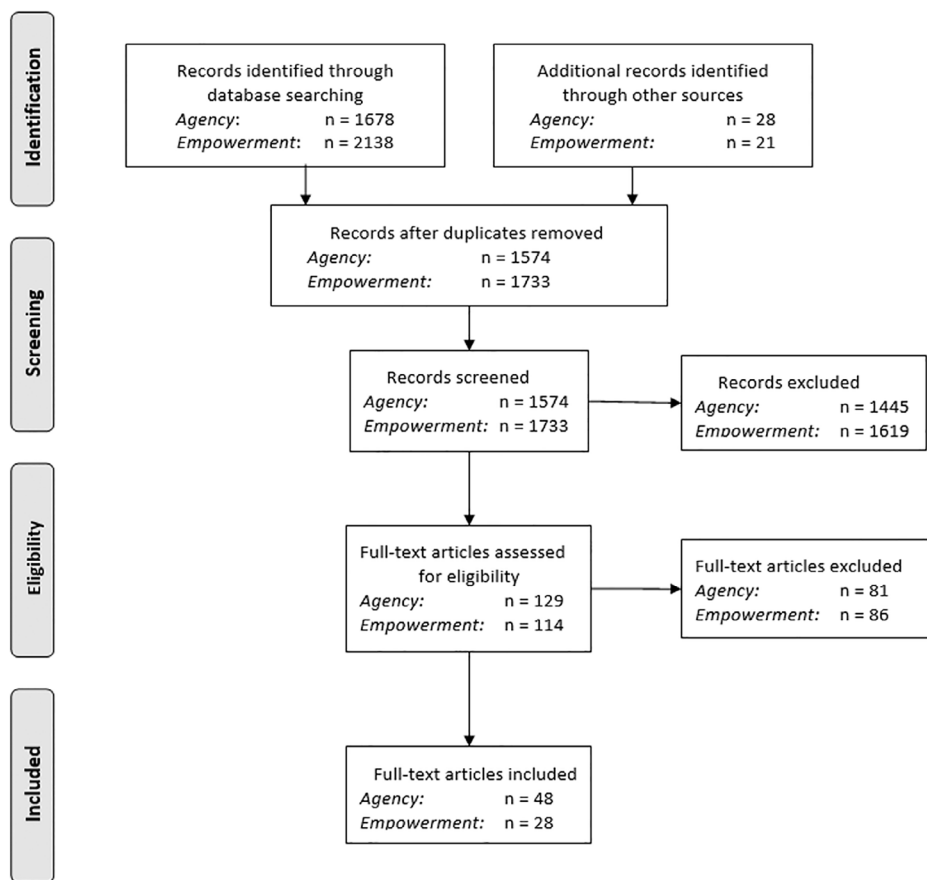 Identification
Records identified through
database searching
Agency: n = 1678
Empowerment: n = 2138
Additional records identified
through other sources
Agency: n = 28
Empowerment: n = 21
Records after duplicates removed
Agency: n = 1574
Empowerment: n = 1733
Screening
Records screened
Agency: n = 1574
Empowerment: n = 1733
Records excluded
Agency: n = 1445
Empowerment: n = 1619
Eligibility
Full-text articles assessed
for eligibility
Agency: n = 129
Empowerment: n = 114
Full-text articles excluded
Agency: n = 81
Empowerment: n = 86
Included
Full-text articles included
Agency: n = 48
Empowerment: n = 28